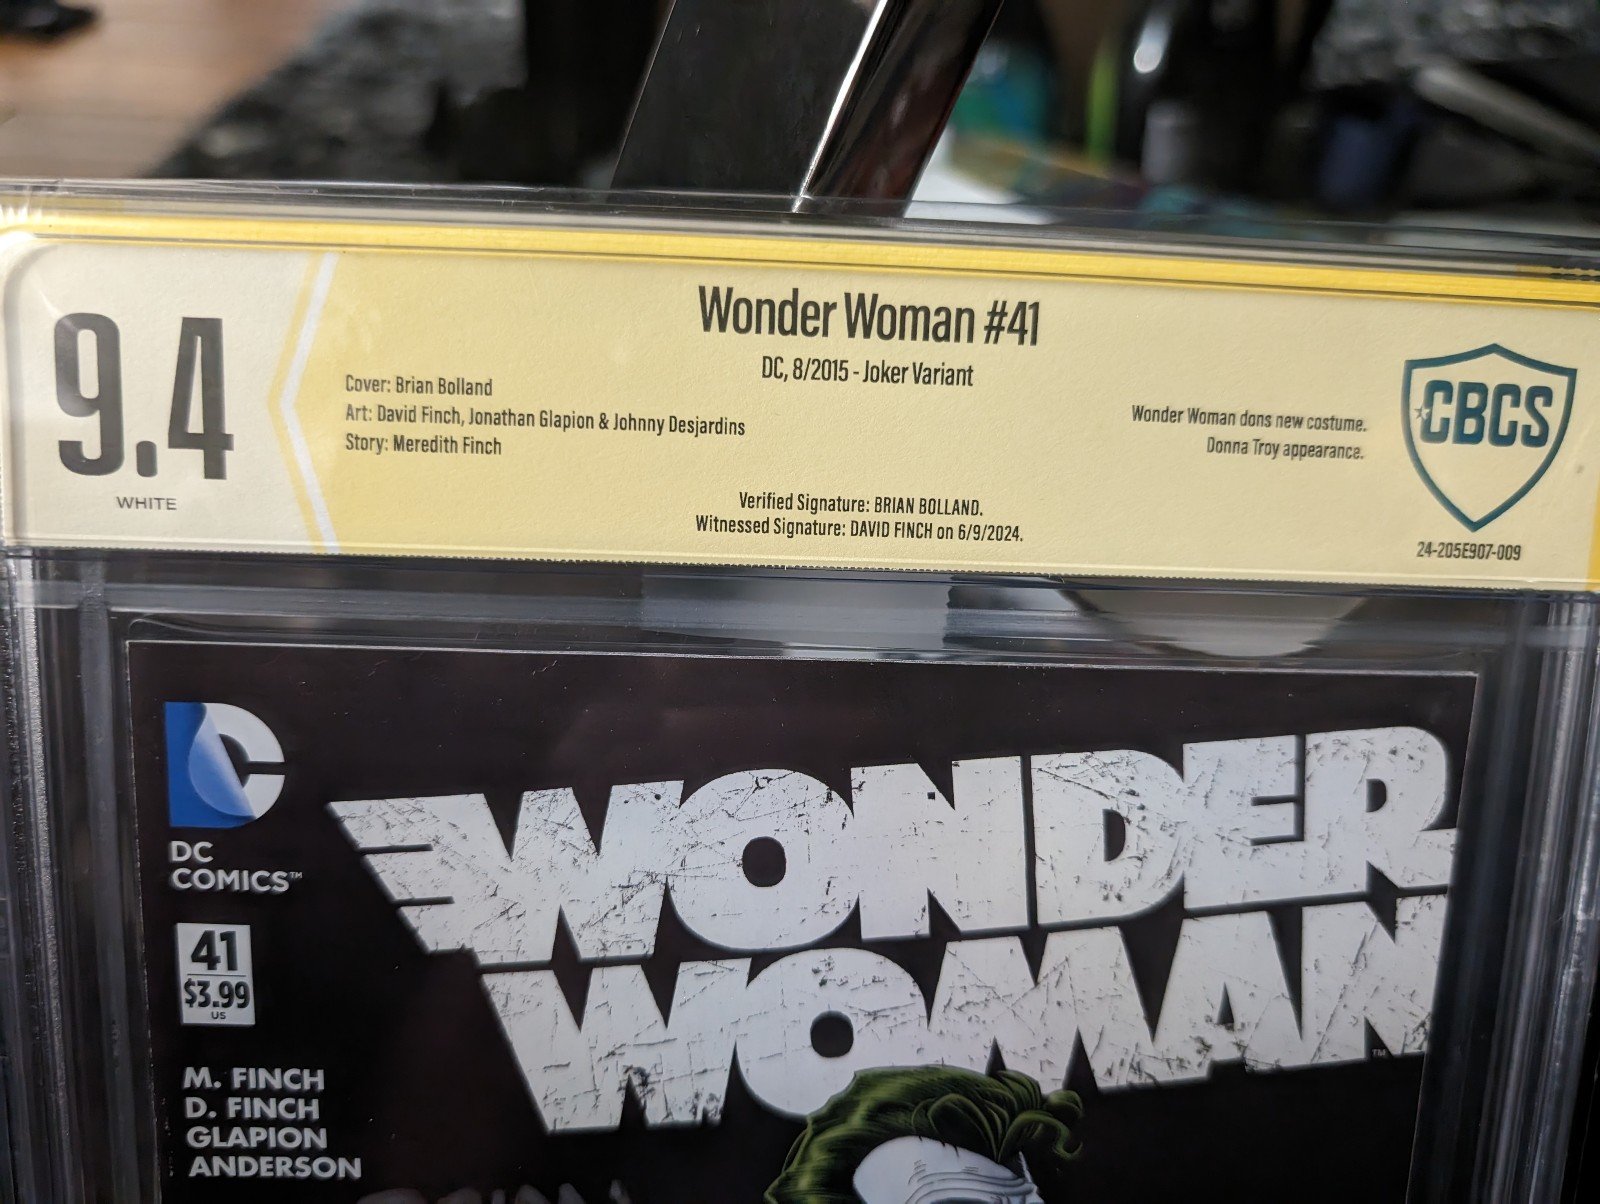 9.4
WHITE
Wonder Woman #41
DC, 8/2015 - Joker Variant
Cover: Brian Bolland
Art: David Finch, Jonathan Glapion & Johnny Desjardins
Story: Meredith Finch
Wonder Woman dons new costume.
Donna Troy appearance.
Verified Signature: BRIAN BOLLAND.
Witnessed Signature: DAVID FINCH on 6/9/2024.
CBCS
24-205E907-009
DC
DC
COMICS™
41
$3.99
US
WONDER
WOMAN
TM
M. FINCH
D. FINCH
GLAPION
ANDERSON